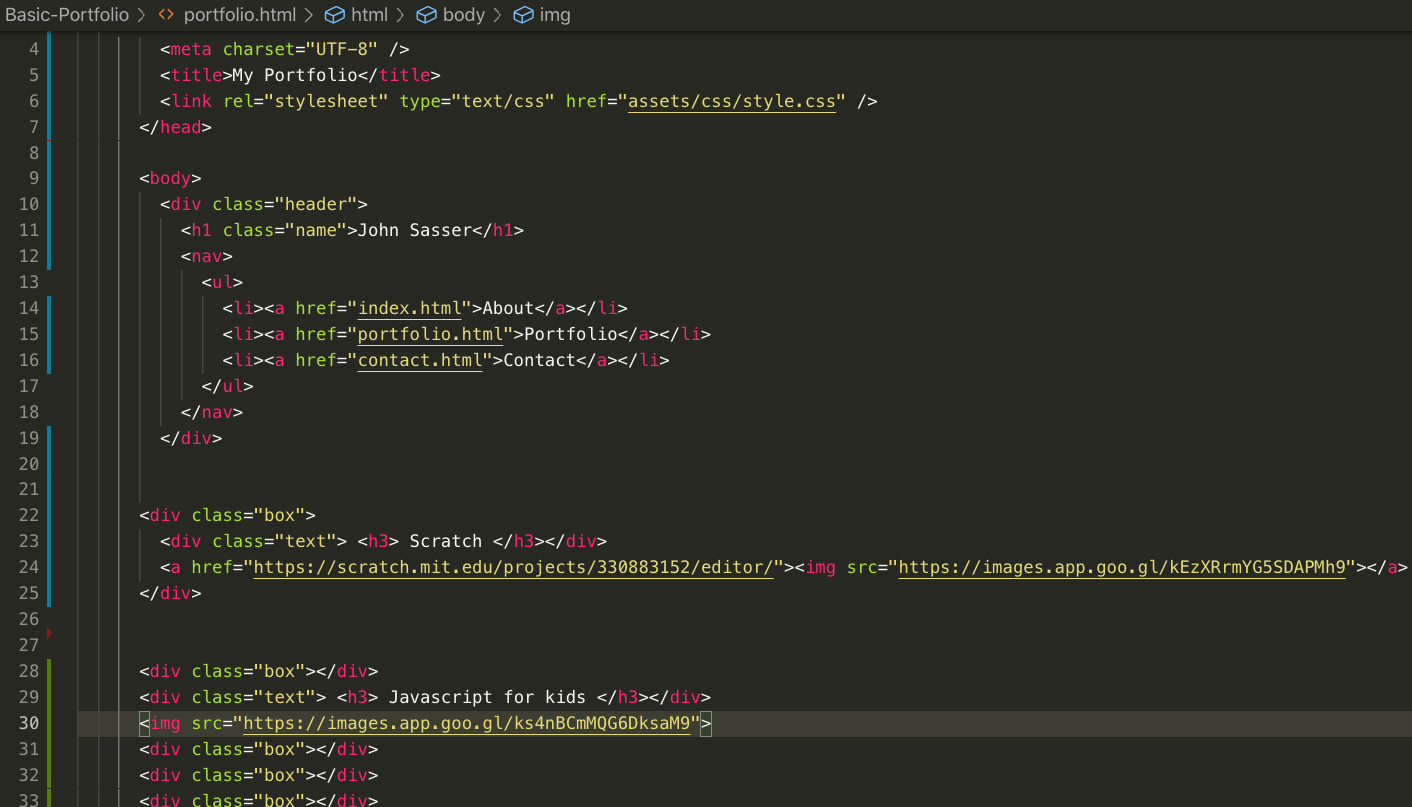 Basic-Portfolio > <> portfolio.html > html > body > img
4 <meta charset="UTF-8" />
5 <title>My Portfolio</title>
6 <link rel="stylesheet" type="text/css" href="assets/css/style.css" />
7 </head>
8
9 <body>
10 <div class="header">
11 <h1 class="name">John Sasser</h1>
12 <nav>
13 <ul>
14 <li><a href="index.html">About</a></li>
15 <li><a href="portfolio.html">Portfolio</a></li>
16 <li><a href="contact.html">Contact</a></li>
17 </ul>
18 </nav>
19 </div>
20
21
22 <div class="box">
23 <div class="text"> <h3> Scratch </h3></div>
24 <a href="https://scratch.mit.edu/projects/330883152/editor/"><img src="https://images.app.goo.gl/kEzXRrmYG5SDAPMh9"></a>
25 </div>
26
27
28 <div class="box"></div>
29 <div class="text"> <h3> Javascript for kids </h3></div>
30 <img src="https://images.app.goo.gl/ks4nBCmMQG6DksaM9">
31 <div class="box"></div>
32 <div class="box"></div>
33 <div class="box"></div>